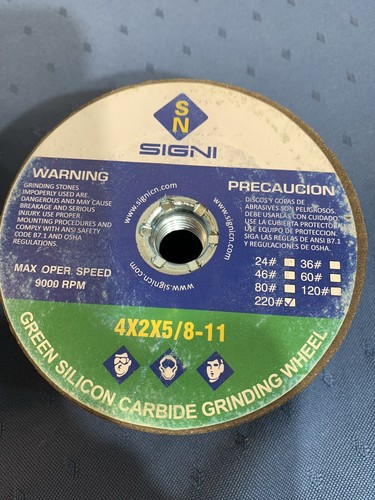 SN
SIGNI
WARNING
GRINDING STONES
IMPOPERLY USED ARE
DANGEROUS AND MAY CAUSE
BREAKAGE AND SERIOUS
INJURY. USE PROPER
MOUNTING PROCEDURES AND
COMPLY WITH ANSI SAFETY
CODE B7.1 AND OSHA
REGULATIONS.
MAX OPER. SPEED
9000 RPM
www.signicn.com
www.signicn.com
www.signicn.com
PRECAUCION
DISCOS Y COPAS DE
ABRASIVES SON PELIGROSOS.
DEBE USARLAS CON CUIDADO.
USE LA CUBIERTA PROTECTORA
USE EQUIPO DE PROTECCION.
SIGA LAS REGLAS DE ANSI B7.1
Y REGULACIONES DE OSHA.
24# 36#
46# 60#
80# 120#
220#
4X2X5/8-11
GREEN SILICON CARBIDE GRINDING WHEEL